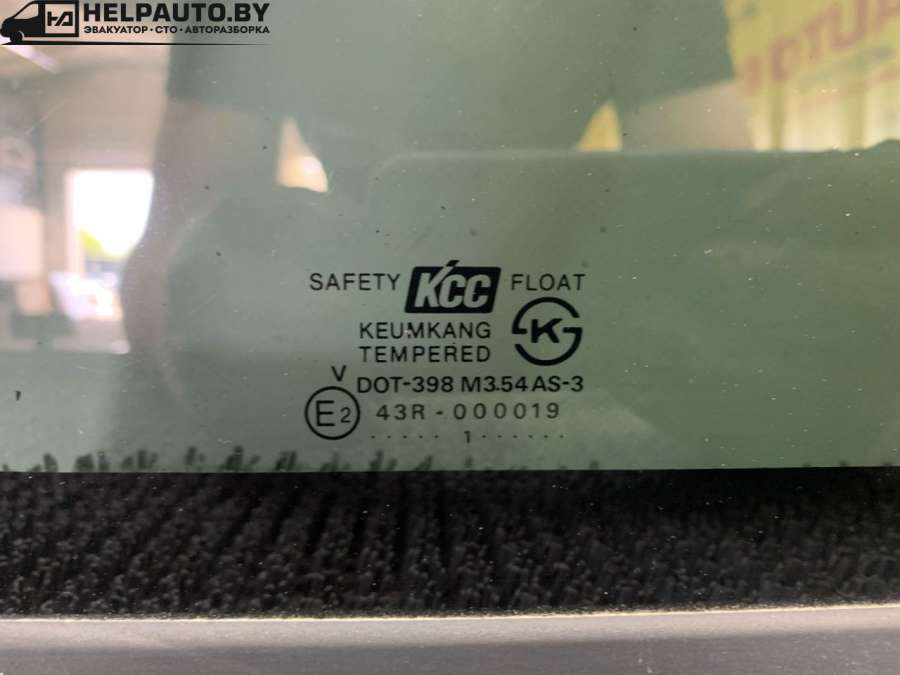 HELPAUTO.BY
ЭВАКУАТОР • СТО • АВТОРАЗБОРКА
SAFETY KCC FLOAT
KEUMKANG
TEMPERED
K
V
DOT-398 M3.54 AS-3
E2 43R - 000019
. . . . . 1 . . . . . .